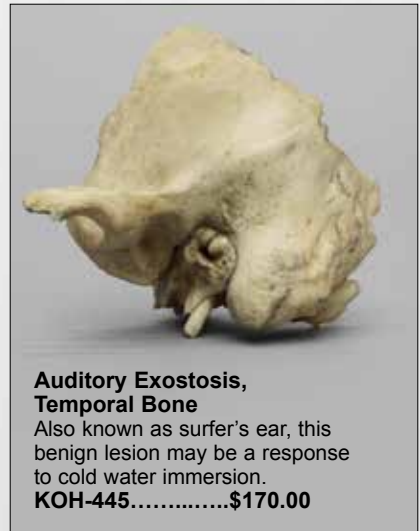 Auditory Exostosis,
Temporal Bone
Also known as surfer’s ear, this
benign lesion may be a response
to cold water immersion.
KOH-445……...…..$170.00